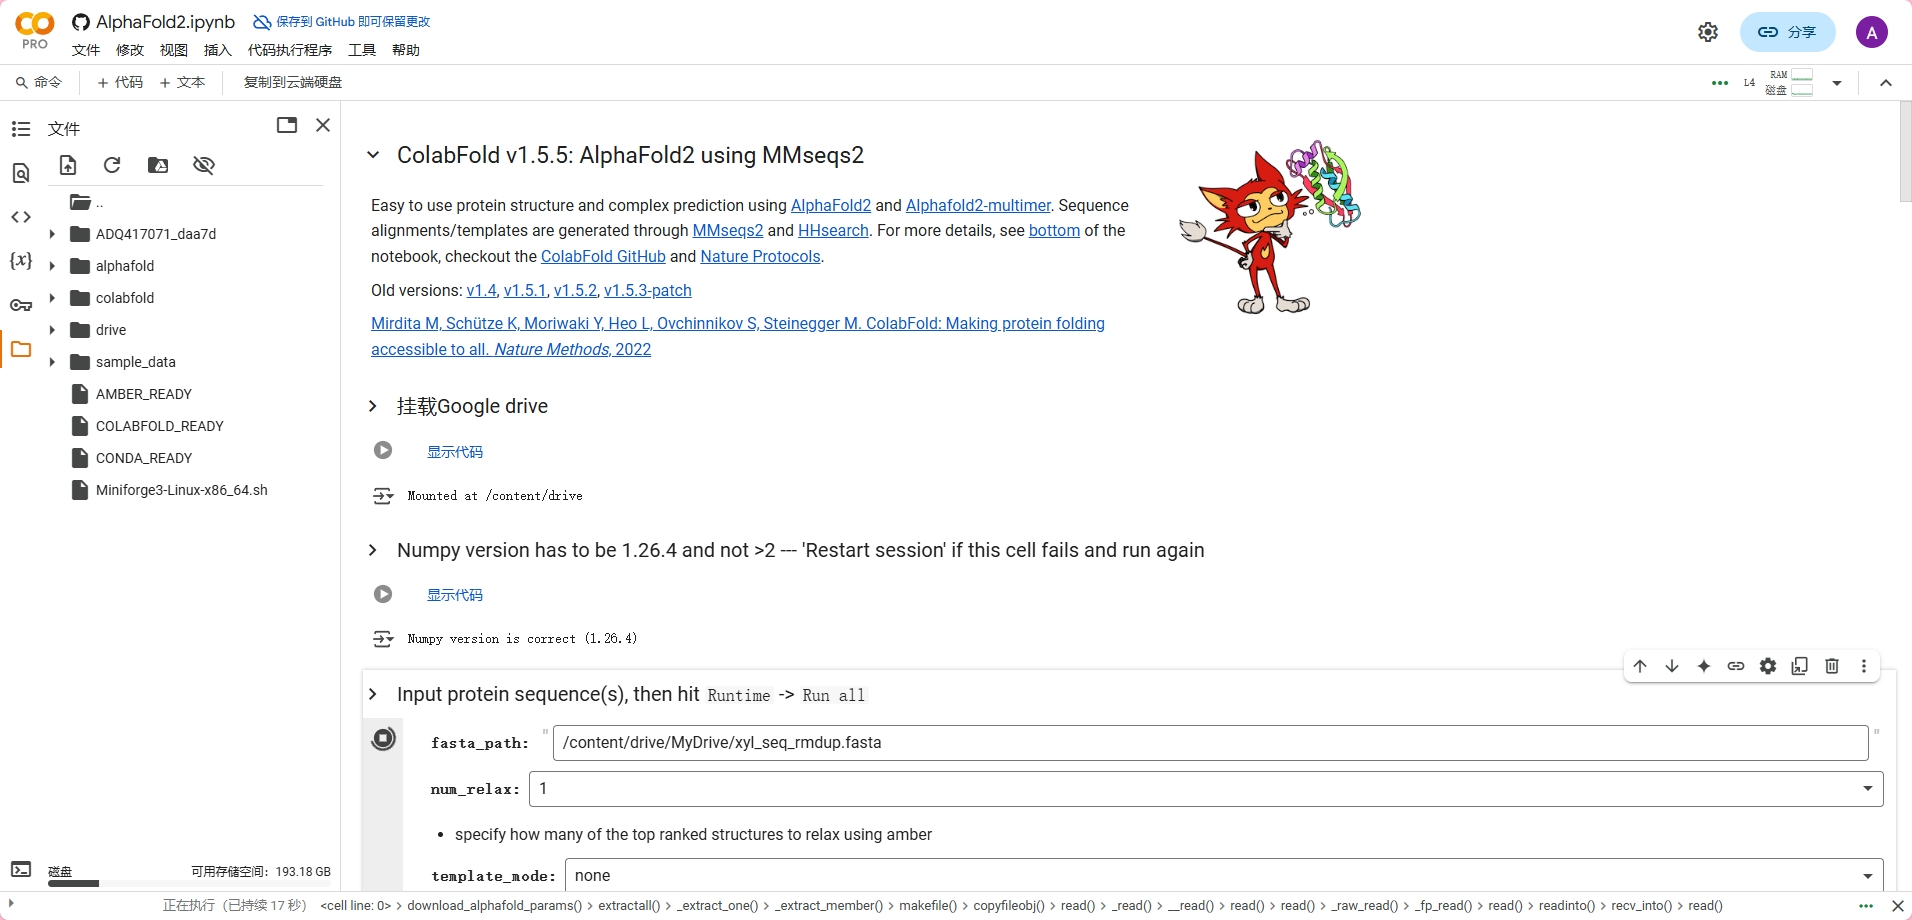 AlphaFold2.ipynb 保存到 GitHub 即可保留更改
PRO
文件 修改 视图 插入 代码执行程序 工具 帮助
分享
A
命令 + 代码 + 文本 复制到云端硬盘
L4 RAM
磁盘
文件
..
ADQ417071_daa7d
alphafold
colabfold
drive
sample_data
AMBER_READY
COLABFOLD_READY
CONDA_READY
Miniforge3-Linux-x86_64.sh
磁盘 可用存储空间: 193.18 GB
ColabFold v1.5.5: AlphaFold2 using MMseqs2
Easy to use protein structure and complex prediction using AlphaFold2 and Alphafold2-multimer. Sequence
alignments/templates are generated through MMseqs2 and HHsearch. For more details, see bottom of the
notebook, checkout the ColabFold GitHub and Nature Protocols.
Old versions: v1.4, v1.5.1, v1.5.2, v1.5.3-patch
Mirdita M, Schütze K, Moriwaki Y, Heo L, Ovchinnikov S, Steinegger M. ColabFold: Making protein folding
accessible to all. Nature Methods, 2022
挂载Google drive
显示代码
Mounted at /content/drive
Numpy version has to be 1.26.4 and not >2 --- 'Restart session' if this cell fails and run again
显示代码
Numpy version is correct (1.26.4)
Input protein sequence(s), then hit Runtime -> Run all
fasta_path: " /content/drive/MyDrive/xyl_seq_rmdup.fasta "
num_relax: 1
• specify how many of the top ranked structures to relax using amber
template_mode: none
正在执行（已持续 17 秒） <cell line: 0> > download_alphafold_params() > extractall() > _extract_one() > _extract_member() > makefile() > copyfileobj() > read() > _read() > __read() > read() > read() > _raw_read() > _fp_read() > read() > readinto() > recv_into() > read()